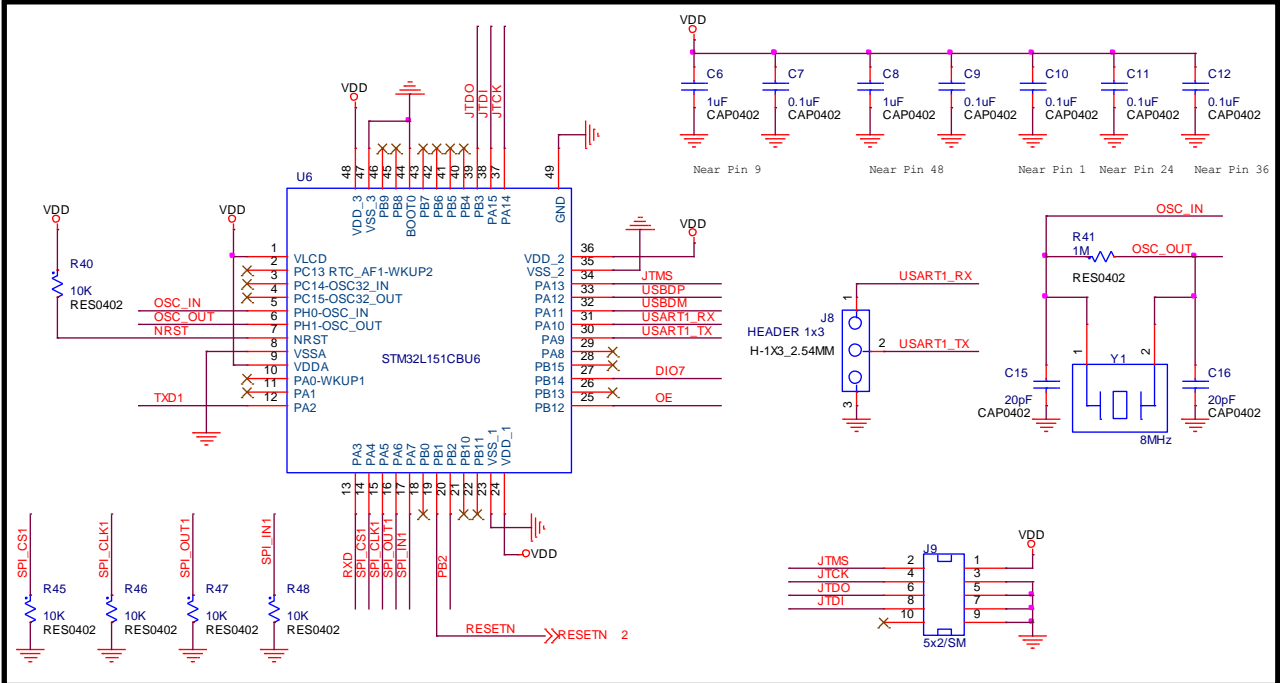 VDD
C6
1uF
CAP0402
C7
0.1uF
CAP0402
C8
1uF
CAP0402
C9
0.1uF
CAP0402
C10
0.1uF
CAP0402
C11
0.1uF
CAP0402
C12
0.1uF
CAP0402
Near Pin 9
Near Pin 48
Near Pin 1
Near Pin 24
Near Pin 36
VDD
JTDO
JTDI
JTCK
U6
48
47
46
45
44
43
42
41
40
39
38
37
49
VDD_3
VSS_3
PB9
PB8
BOOT0
PB7
PB6
PB5
PB4
PB3
PA15
PA14
GND
VDD
R40
10K
RES0402
VDD
OSC_IN
OSC_OUT
NRST
TXD1
1 VLCD
2 PC13 RTC_AF1-WKUP2
3 PC14-OSC32_IN
4 PC15-OSC32_OUT
5 PH0-OSC_IN
6 PH1-OSC_OUT
7 NRST
8 VSSA
9 VDDA
10 PA0-WKUP1
11 PA1
12 PA2
STM32L151CBU6
VDD_2 36
VSS_2 35
PA13 34 JTMS
PA12 33 USBDP
PA11 32 USBDM
PA10 31 USART1_RX
PA9 30 USART1_TX
PA8 29
PB15 28
PB14 27 DIO7
PB13 26
PB12 25 OE
VDD
PA3
PA4
PA5
PA6
PA7
PB0
PB1
PB2
PB10
PB11
VSS_1
VDD_1
13
14
15
16
17
18
19
20
21
22
23
24
RXD
SPI_CS1
SPI_CLK1
SPI_OUT1
SPI_IN1
PB2
VDD
RESETN
RESETN 2
USART1_RX
1
J8
HEADER 1x3
H-1X3_2.54MM
2
USART1_TX
3
OSC_IN
R41
1M
OSC_OUT
RES0402
1
2
Y1
C15
20pF
CAP0402
C16
20pF
CAP0402
8MHz
SPI_CS1
R45
10K
RES0402
SPI_CLK1
R46
10K
RES0402
SPI_OUT1
R47
10K
RES0402
SPI_IN1
R48
10K
RES0402
VDD
J9
JTMS 2 1
JTCK 4 3
JTDO 6 5
JTDI 8 7
10 9
5x2/SM